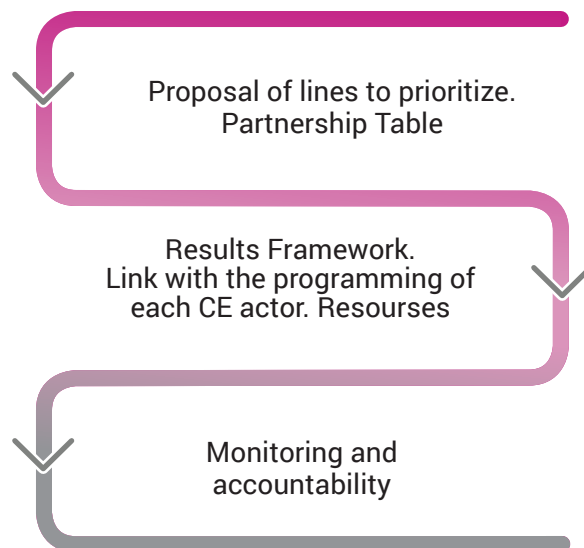 Proposal of lines to prioritize.
Partnership Table
Results Framework.
Link with the programming of
each CE actor. Resourses
Monitoring and
accountability